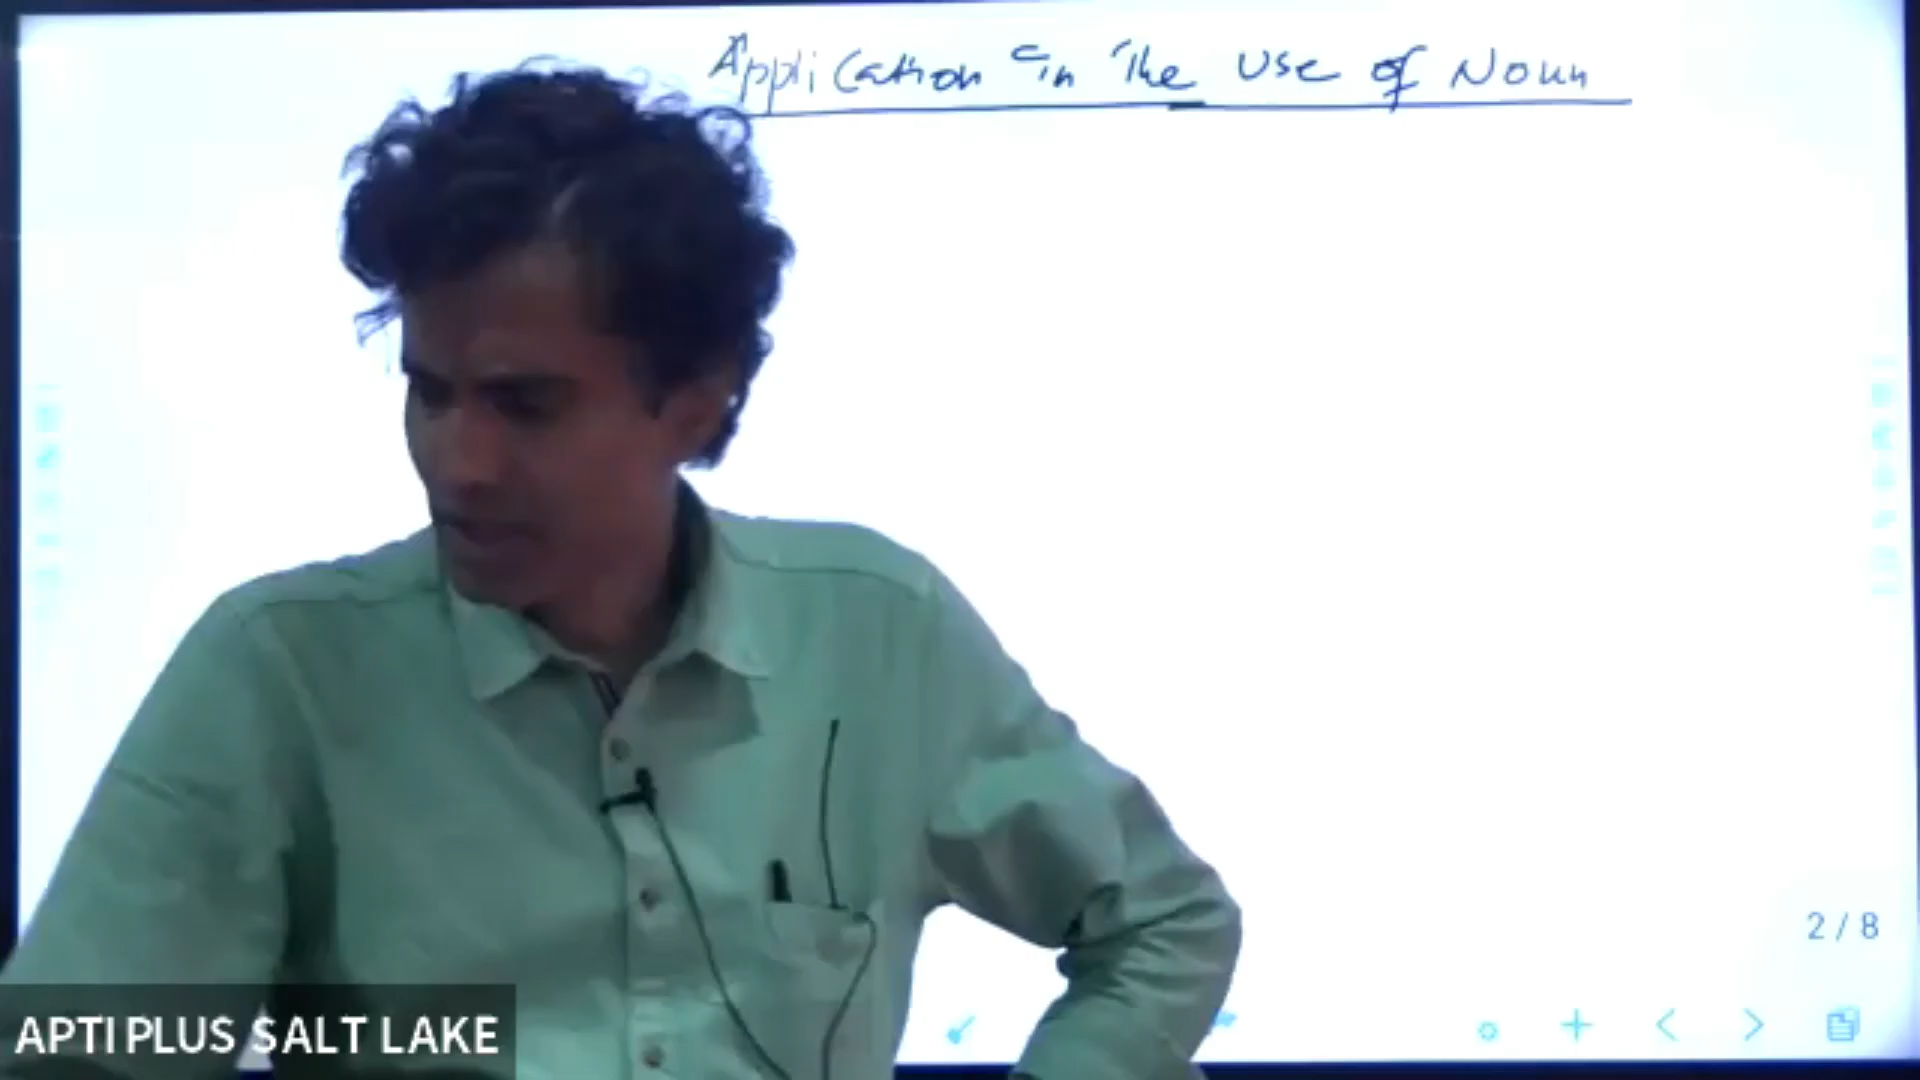 Application in The Use of Noun
2 / 8
APTI PLUS SALT LAKE